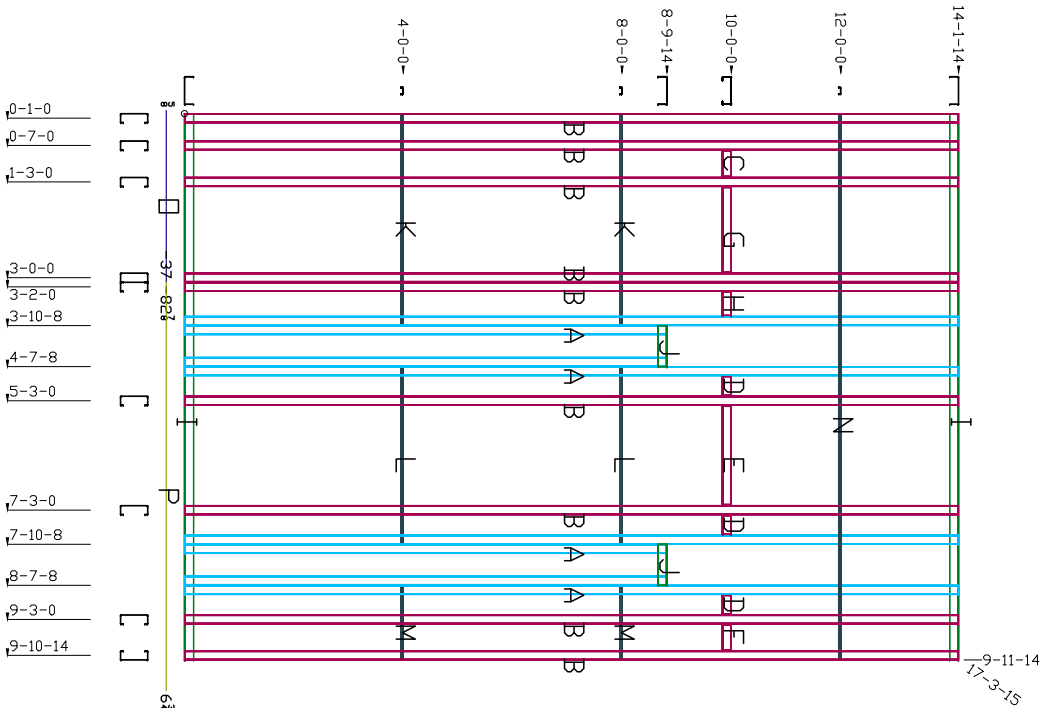 4-0-0
8-0-0
8-9-14
10-0-0
12-0-0
14-1-14
0-1-0
0-7-0
1-3-0
3-0-0
3-2-0
3-10-8
4-7-8
5-3-0
7-3-0
7-10-8
8-7-8
9-3-0
9-10-14
B
B
C
B
K
K
G
B
B
H
A
J
A
D
B
I
I
N
L
L
E
P
B
D
A
J
A
D
M
M
B
F
B
9-11-14
17-3-15